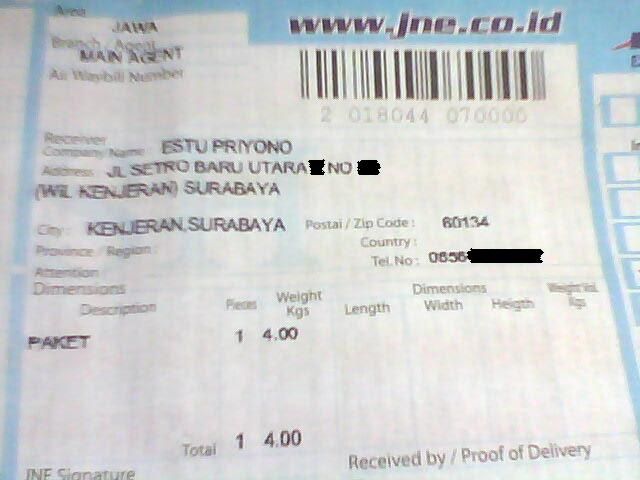 Area
JAWA
www.jne.co.id
Branch / Agent
MAIN AGENT
Air Waybill Number
2 018044 070006
Receiver
Company Name: ESTU PRIYONO
Address: JL SETRO BARU UTARA NO
(WIL KENJERAN) SURABAYA
City: KENJERAN,SURABAYA Postal / Zip Code: 60134
Province / Region: Country:
Attention Tel. No: 0856
Dimensions
Description Pieces Weight Kgs Length Dimensions Width Heigth Weight Vol. Kgs
PAKET 1 4.00
Total 1 4.00
JNE Signature Received by / Proof of Delivery